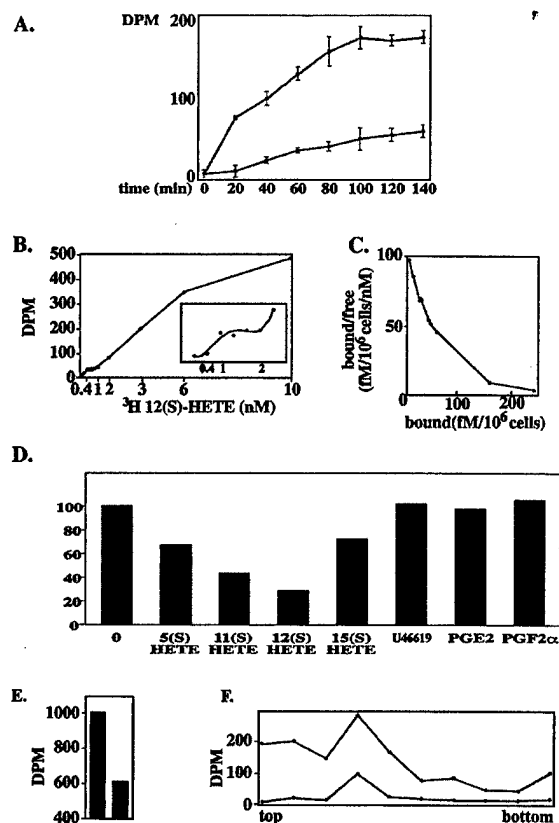 A.
DPM
200
100
0
time (min)
0 20 40 60 80 100 120 140
B.
DPM
500
400
300
200
100
0
0.4 1 2 3 6 10
0.4 1 2
³H 12(S)-HETE (nM)
C.
bound/free
(fM/10⁶ cells/nM)
100
50
0
0 100 200
bound(fM/10⁶ cells)
D.
100
80
60
40
20
0
0 5(S) 11(S) 12(S) 15(S) U46619 PGE2 PGF2α
HETE HETE HETE HETE
E.
DPM
1000
800
600
400
F.
DPM
200
100
0
top bottom